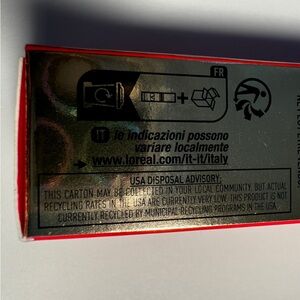 FR
IT le indicazioni possono
variare localmente
www.loreal.com/it-it/italy
USA DISPOSAL ADVISORY:
THIS CARTON MAY BE COLLECTED IN YOUR LOCAL COMMUNITY, BUT ACTUAL
RECYCLING RATES IN THE USA ARE CURRENTLY VERY LOW. THIS PRODUCT IS NOT
CURRENTLY RECYCLED BY MUNICIPAL RECYCLING PROGRAMS IN THE USA.